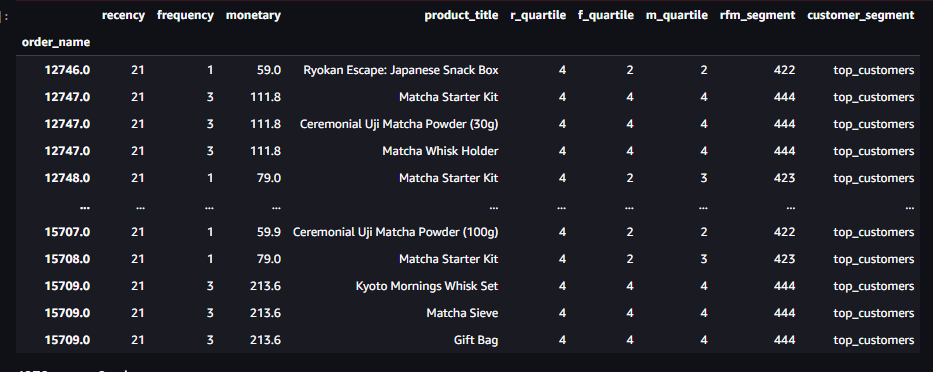 recency frequency monetary product_title r_quartile f_quartile m_quartile rfm_segment customer_segment
order_name
12746.0 21 1 59.0 Ryokan Escape: Japanese Snack Box 4 2 2 422 top_customers
12747.0 21 3 111.8 Matcha Starter Kit 4 4 4 444 top_customers
12747.0 21 3 111.8 Ceremonial Uji Matcha Powder (30g) 4 4 4 444 top_customers
12747.0 21 3 111.8 Matcha Whisk Holder 4 4 4 444 top_customers
12748.0 21 1 79.0 Matcha Starter Kit 4 2 3 423 top_customers
... ... ... ... ... ... ... ... ... ...
15707.0 21 1 59.9 Ceremonial Uji Matcha Powder (100g) 4 2 2 422 top_customers
15708.0 21 1 79.0 Matcha Starter Kit 4 2 3 423 top_customers
15709.0 21 3 213.6 Kyoto Mornings Whisk Set 4 4 4 444 top_customers
15709.0 21 3 213.6 Matcha Sieve 4 4 4 444 top_customers
15709.0 21 3 213.6 Gift Bag 4 4 4 444 top_customers